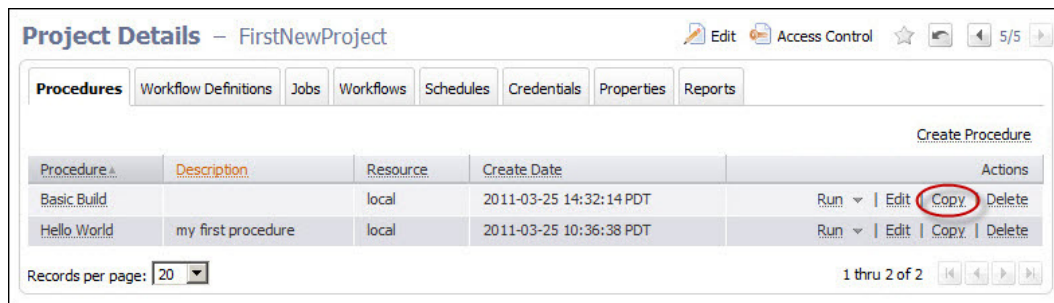 Project Details – FirstNewProject Edit Access Control 5/5
Procedures Workflow Definitions Jobs Workflows Schedules Credentials Properties Reports
Create Procedure
Procedure Description Resource Create Date Actions
Basic Build local 2011-03-25 14:32:14 PDT Run | Edit | Copy | Delete
Hello World my first procedure local 2011-03-25 10:36:38 PDT Run | Edit | Copy | Delete
Records per page: 20 1 thru 2 of 2